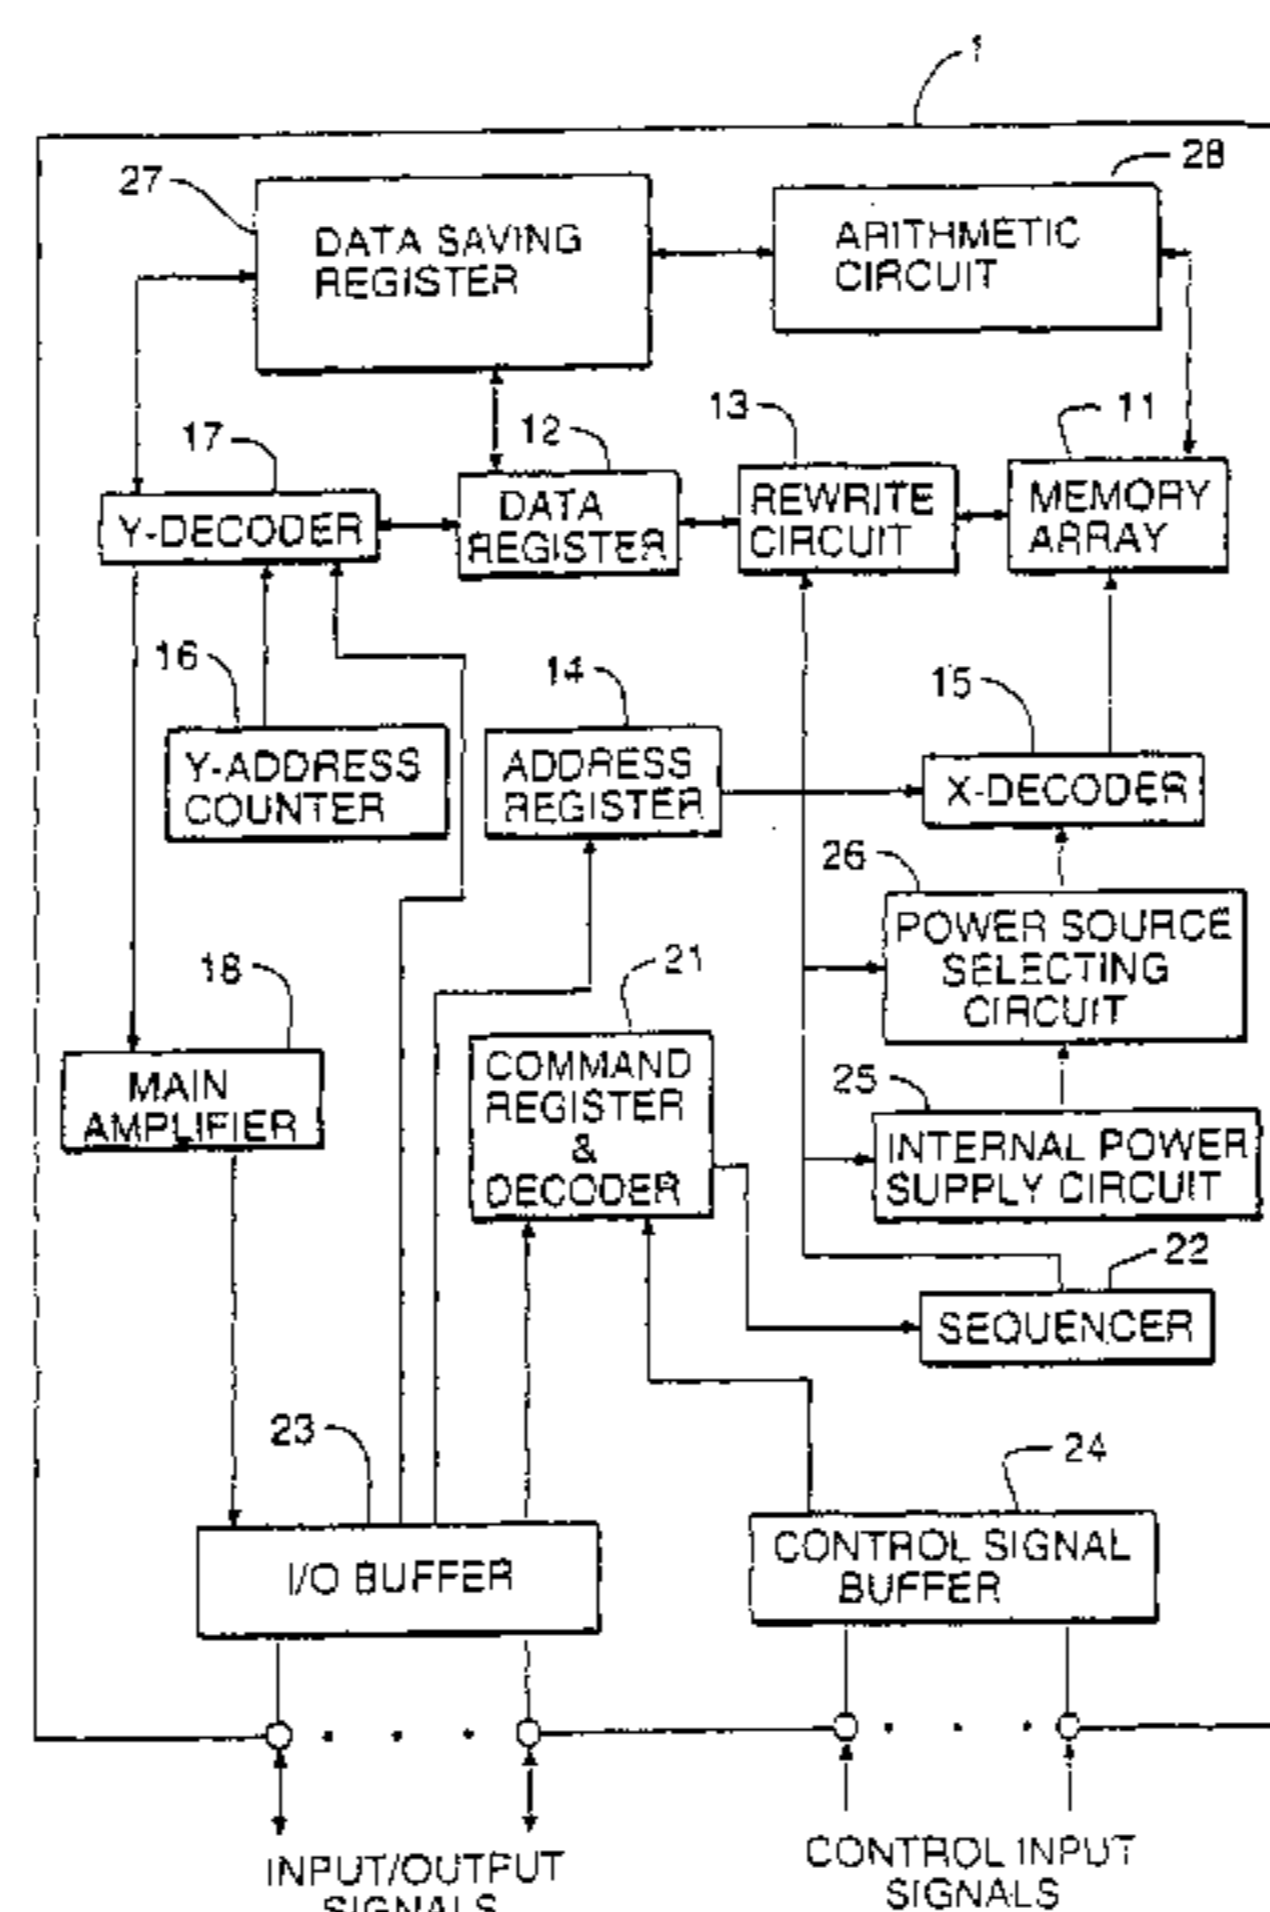 1
27
DATA SAVING
REGISTER
28
ARITHMETIC
CIRCUIT
17
Y-DECODER
12
DATA
REGISTER
13
REWRITE
CIRCUIT
11
MEMORY
ARRAY
16
Y-ADDRESS
COUNTER
14
ADDRESS
REGISTER
15
X-DECODER
26
POWER SOURCE
SELECTING
CIRCUIT
18
MAIN
AMPLIFIER
21
COMMAND
REGISTER
&
DECODER
25
INTERNAL POWER
SUPPLY CIRCUIT
22
SEQUENCER
23
I/O BUFFER
24
CONTROL SIGNAL
BUFFER
INPUT/OUTPUT
SIGNALS
CONTROL INPUT
SIGNALS